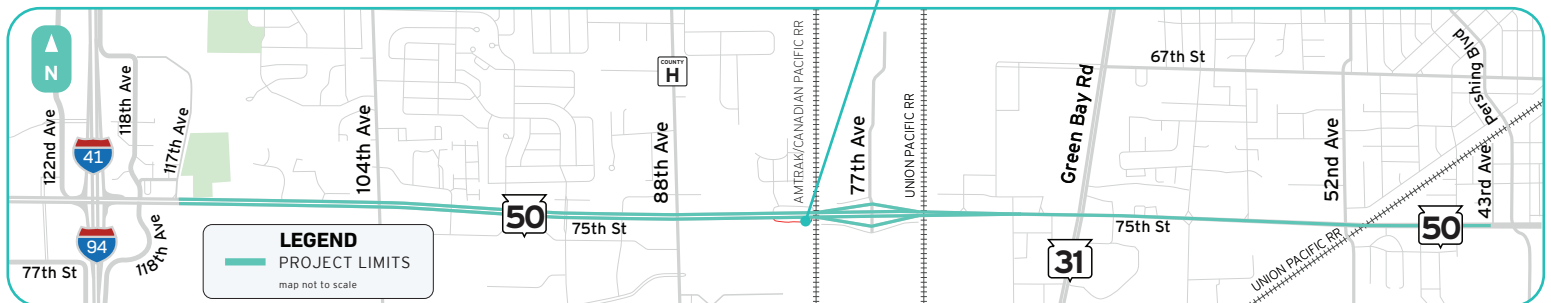 N
122nd Ave
41
118th Ave
117th Ave
94
118th Ave
77th St
104th Ave
LEGEND
PROJECT LIMITS
map not to scale
50
75th St
COUNTY
H
88th Ave
AMTRAK/CANADIAN PACIFIC RR
77th Ave
UNION PACIFIC RR
Green Bay Rd
67th St
31
75th St
52nd Ave
UNION PACIFIC RR
Pershing Blvd
43rd Ave
50